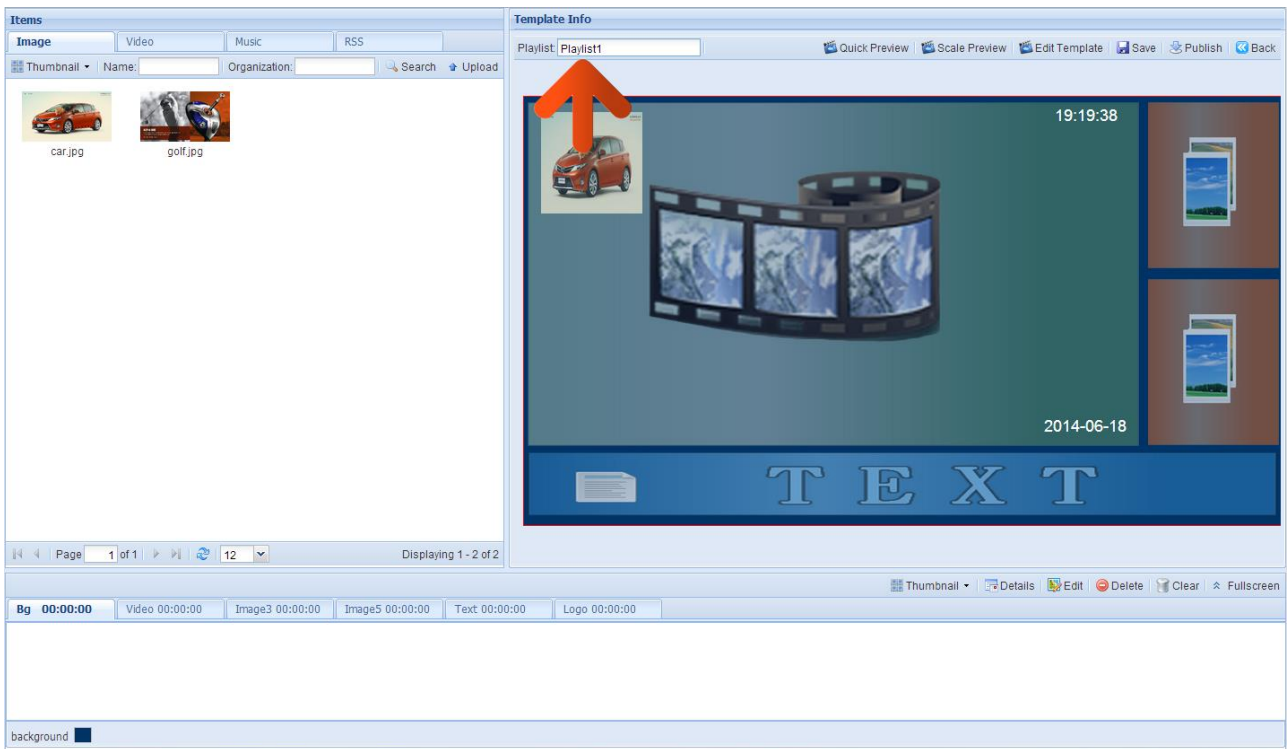 Items
Image Video Music RSS
Thumbnail Name: Organization: Search Upload
car.jpg golf.jpg
Page 1 of 1 12 Displaying 1 - 2 of 2
Template Info
Playlist: Playlist1 Quick Preview Scale Preview Edit Template Save Publish Back
19:19:38
2014-06-18
TEXT
Thumbnail Details Edit Delete Clear Fullscreen
Bg 00:00:00 Video 00:00:00 Image3 00:00:00 Image5 00:00:00 Text 00:00:00 Logo 00:00:00
background